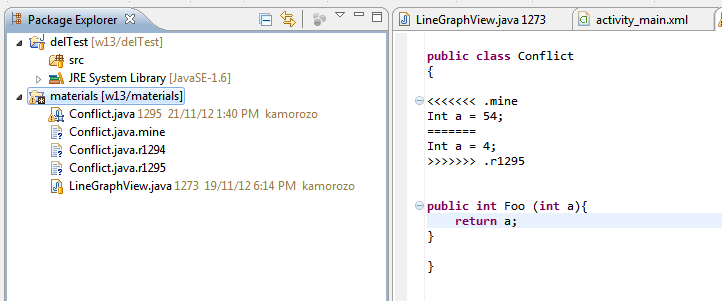 Package Explorer
delTest [w13/delTest]
src
JRE System Library [JavaSE-1.6]
materials [w13/materials]
Conflict.java 1295 21/11/12 1:40 PM kamorozo
Conflict.java.mine
Conflict.java.r1294
Conflict.java.r1295
LineGraphView.java 1273 19/11/12 6:14 PM kamorozo
LineGraphView.java 1273
activity_main.xml
public class Conflict
{
<<<<<<< .mine
Int a = 54;
=======
Int a = 4;
>>>>>>> .r1295
public int Foo (int a){
return a;
}
}